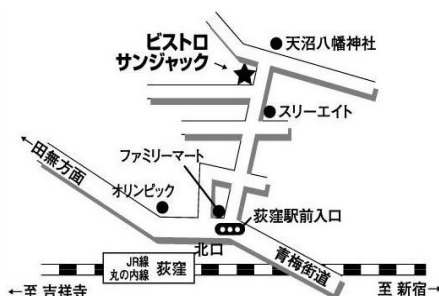 ビストロ
サンジャック
天沼八幡神社
スリーエイト
田無方面
ファミリーマート
オリンピック
荻窪駅前入口
北口
青梅街道
JR線
丸の内線
荻窪
←至 吉祥寺
至 新宿→